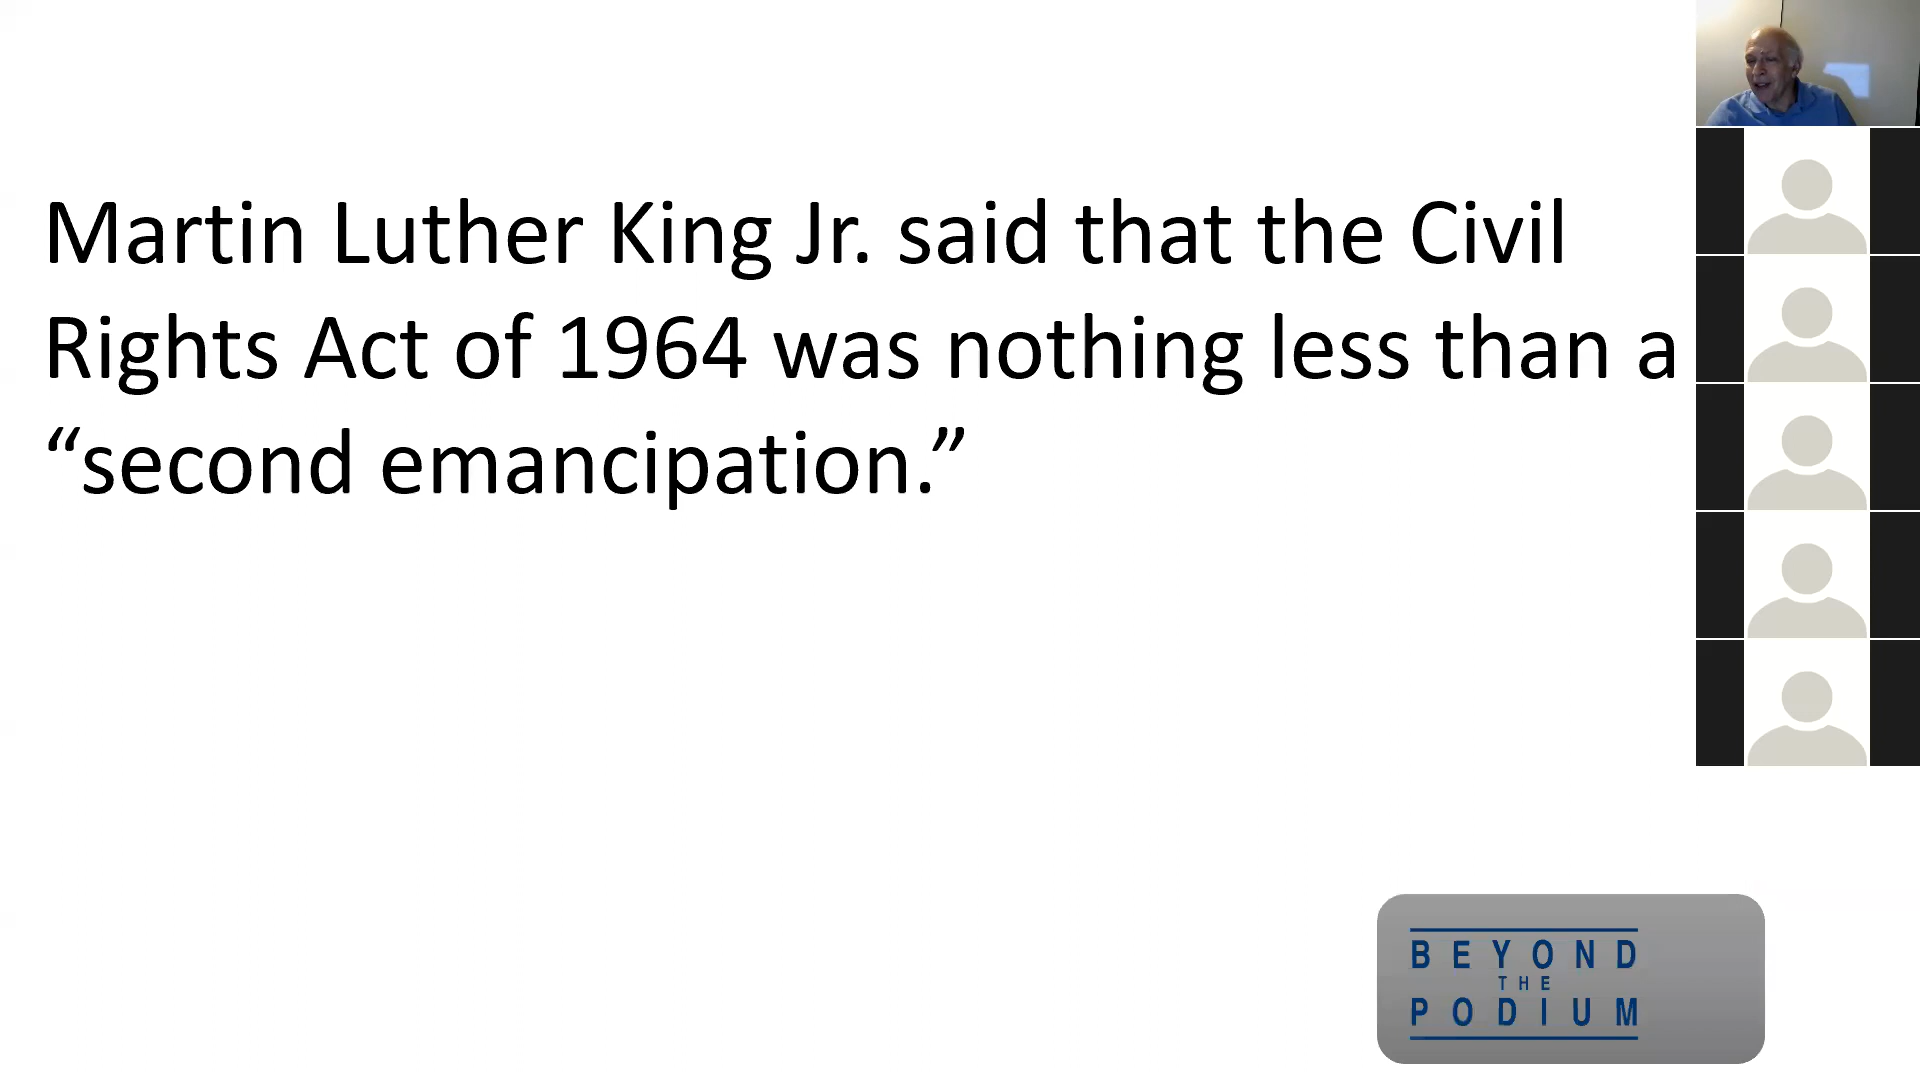 Martin Luther King Jr. said that the Civil
Rights Act of 1964 was nothing less than a
“second emancipation.”
BEYOND
THE
PODIUM